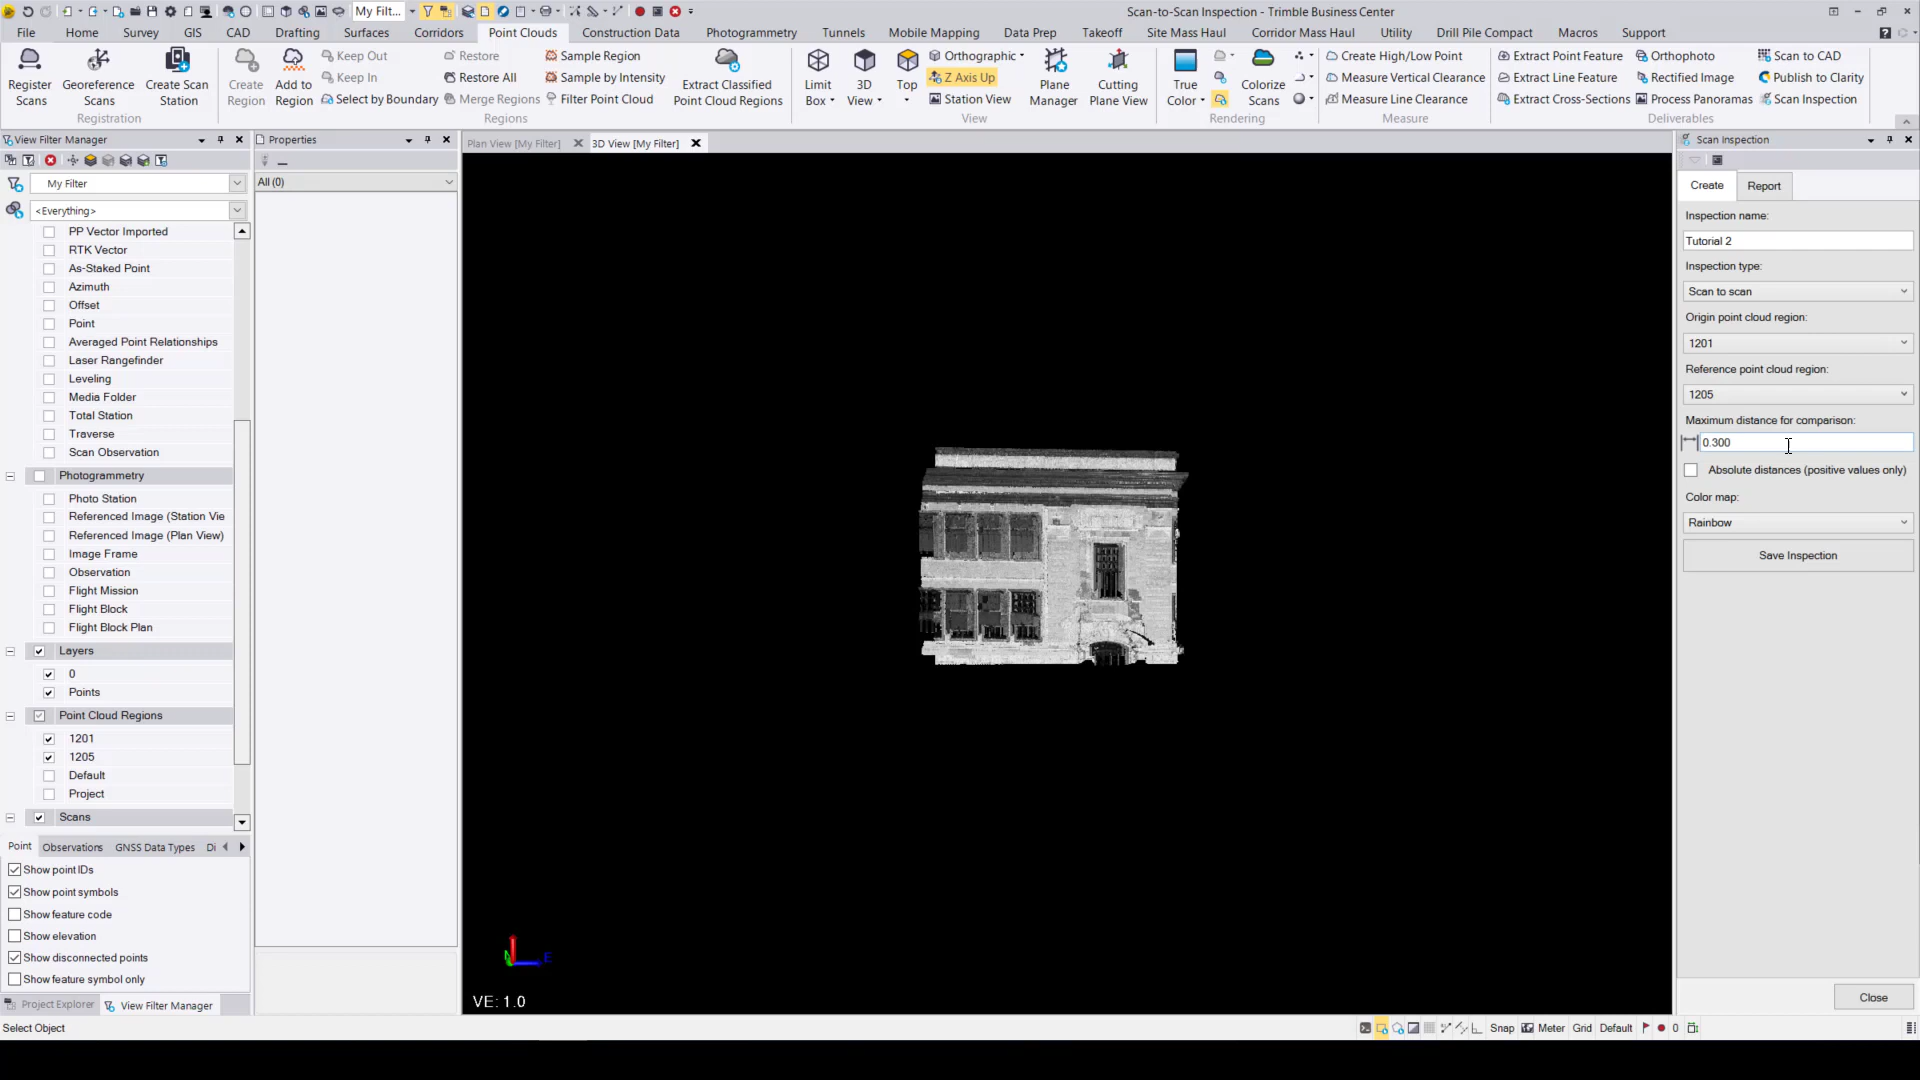 My Filt...
Scan-to-Scan Inspection - Trimble Business Center
File Home Survey GIS CAD Drafting Surfaces Corridors Point Clouds Construction Data Photogrammetry Tunnels Mobile Mapping Data Prep Takeoff Site Mass Haul Corridor Mass Haul Utility Drill Pile Compact Macros Support
Register Scans
Georeference Scans
Create Scan Station
Registration
Create Region
Add to Region
Keep Out
Keep In
Select by Boundary
Restore
Restore All
Merge Regions
Sample Region
Sample by Intensity
Filter Point Cloud
Extract Classified Point Cloud Regions
Regions
Limit Box
3D View
Top
Orthographic
Z Axis Up
Station View
Plane Manager
Cutting Plane View
View
True Color
Colorize Scans
Rendering
Create High/Low Point
Measure Vertical Clearance
Measure Line Clearance
Measure
Extract Point Feature
Extract Line Feature
Extract Cross-Sections
Orthophoto
Rectified Image
Process Panoramas
Scan to CAD
Publish to Clarity
Scan Inspection
Deliverables
View Filter Manager
My Filter
<Everything>
PP Vector Imported
RTK Vector
As-Staked Point
Azimuth
Offset
Point
Averaged Point Relationships
Laser Rangefinder
Leveling
Media Folder
Total Station
Traverse
Scan Observation
Photogrammetry
Photo Station
Referenced Image (Station Vie
Referenced Image (Plan View)
Image Frame
Observation
Flight Mission
Flight Block
Flight Block Plan
Layers
0
Points
Point Cloud Regions
1201
1205
Default
Project
Scans
Point Observations GNSS Data Types Di
Show point IDs
Show point symbols
Show feature code
Show elevation
Show disconnected points
Show feature symbol only
Project Explorer View Filter Manager
Select Object
Properties
All (0)
Plan View [My Filter]
3D View [My Filter]
E
VE: 1.0
Scan Inspection
Create Report
Inspection name:
Tutorial 2
Inspection type:
Scan to scan
Origin point cloud region:
1201
Reference point cloud region:
1205
Maximum distance for comparison:
0.300
Absolute distances (positive values only)
Color map:
Rainbow
Save Inspection
Close
Snap Meter Grid Default 0